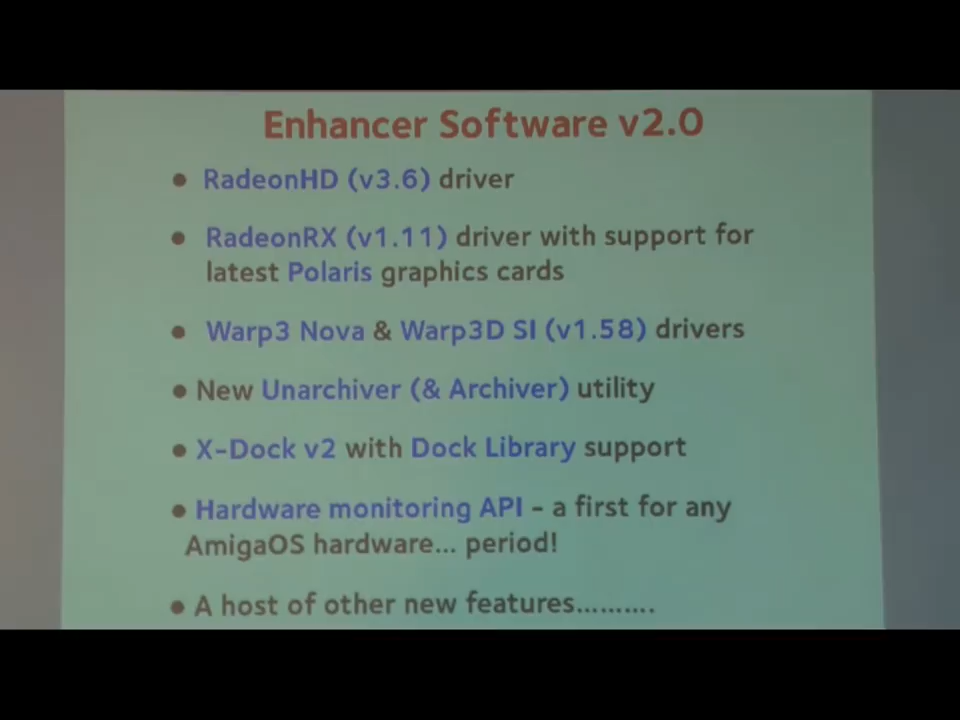 Enhancer Software v2.0
● RadeonHD (v3.6) driver
● RadeonRX (v1.11) driver with support for
latest Polaris graphics cards
● Warp3 Nova & Warp3D SI (v1.58) drivers
● New Unarchiver (& Archiver) utility
● X-Dock v2 with Dock Library support
● Hardware monitoring API - a first for any
AmigaOS hardware... period!
● A host of other new features..........